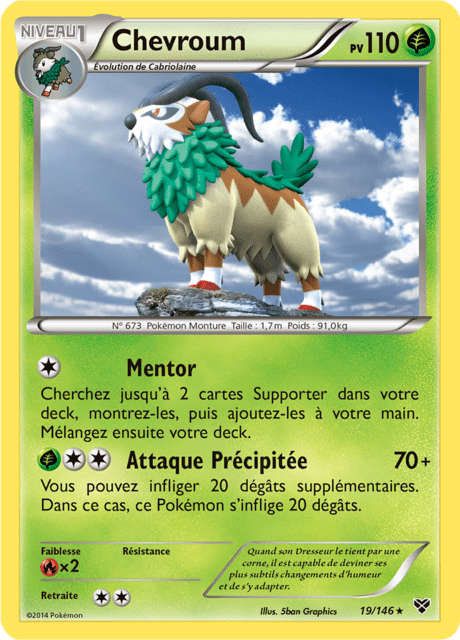 NIVEAU1
Chevroum
PV110
Évolution de Cabriolaine
N° 673 Pokémon Monture Taille : 1,7m Poids : 91,0kg
Mentor
Cherchez jusqu'à 2 cartes Supporter dans votre
deck, montrez-les, puis ajoutez-les à votre main.
Mélangez ensuite votre deck.
Attaque Précipitée 70+
Vous pouvez infliger 20 dégâts supplémentaires.
Dans ce cas, ce Pokémon s'inflige 20 dégâts.
Faiblesse
×2
Résistance
Retraite
Quand son Dresseur le tient par une
corne, il est capable de deviner ses
plus subtils changements d'humeur
et de s'y adapter.
Illus. 5ban Graphics
19/146 ★
©2014 Pokémon